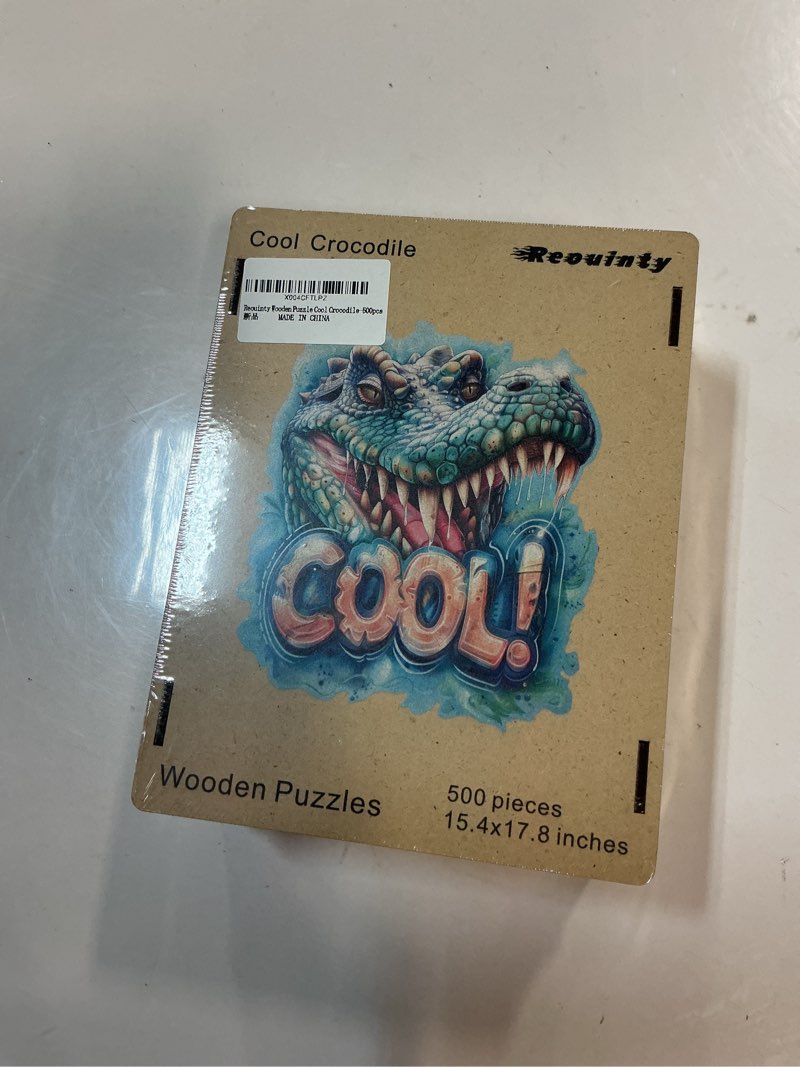 Cool Crocodile
Reouinty
X004CFTLPZ
Reouinty Wooden Puzzle Cool Crocodile-500pcs
新品 MADE IN CHINA
COOL!
Wooden Puzzles
500 pieces
15.4x17.8 inches